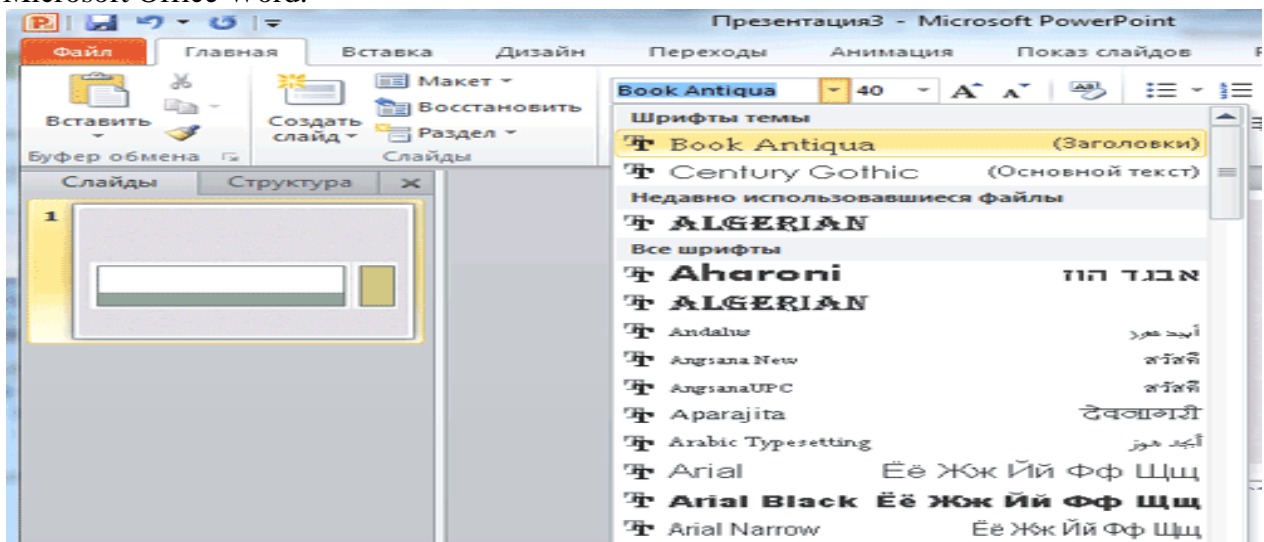 Microsoft Office Word.
Презентация3 - Microsoft PowerPoint
Файл Главная Вставка Дизайн Переходы Анимация Показ слайдов
Вставить
Буфер обмена
Создать слайд
Макет
Восстановить
Раздел
Слайды
Book Antiqua 40
Слайды Структура
1
Шрифты темы
Book Antiqua (Заголовки)
Century Gothic (Основной текст)
Недавно использовавшиеся файлы
ALGERIAN
Все шрифты
Aharoni אבגד הוז
ALGERIAN
Andalus
Angsana New สวัสดี
AngsanaUPC สวัสดี
Aparajita देवनागरी
Arabic Typesetting أبجد هوز
Arial Ёё Жж Йй Фф Щщ
Arial Black Ёё Жж Йй Фф Щщ
Arial Narrow Ёё Жж Йй Фф Щщ